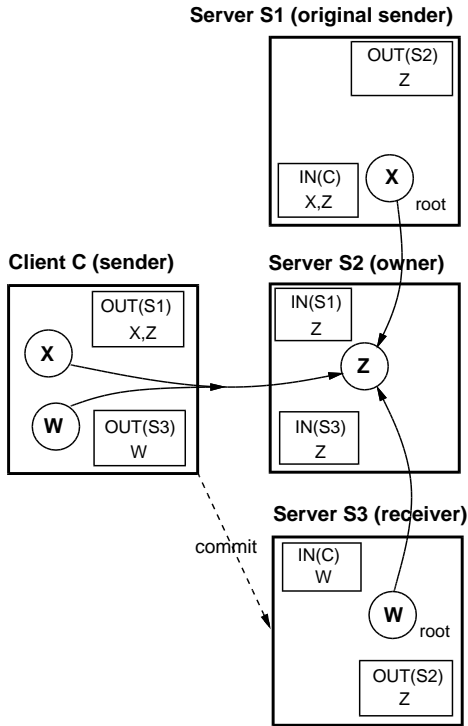 Server S1 (original sender)
OUT(S2)
Z
IN(C)
X,Z
X
root
Client C (sender)
OUT(S1)
X,Z
X
W
OUT(S3)
W
Server S2 (owner)
IN(S1)
Z
Z
IN(S3)
Z
commit
Server S3 (receiver)
IN(C)
W
W
root
OUT(S2)
Z